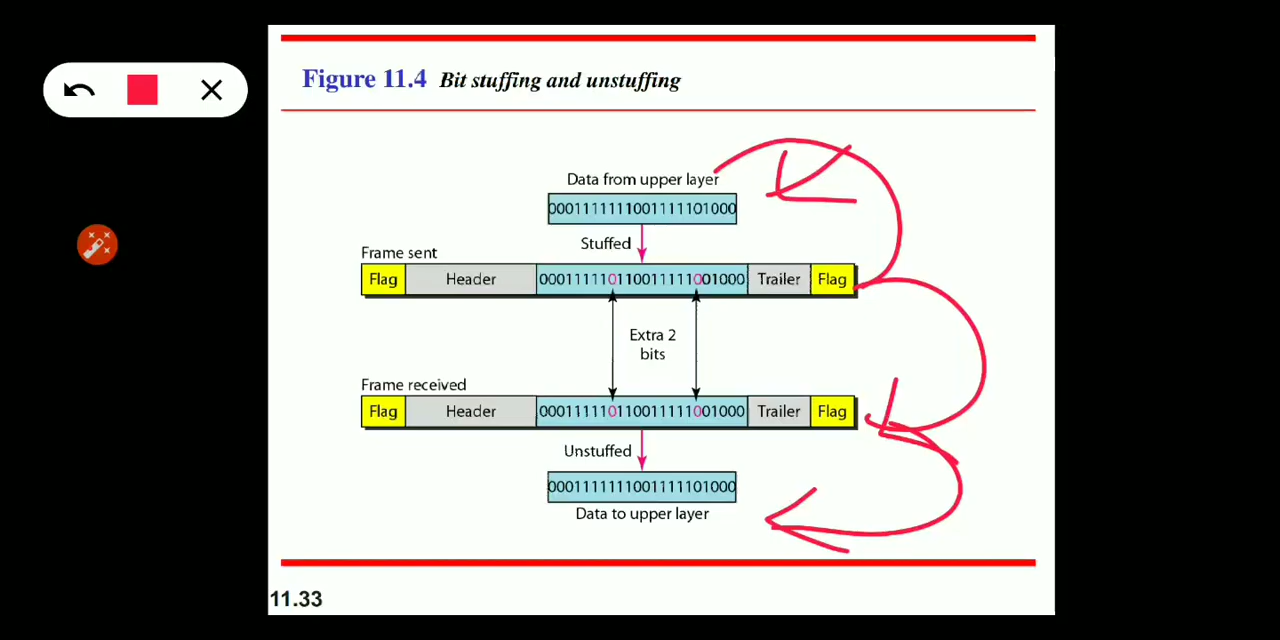 Figure 11.4 Bit stuffing and unstuffing
Data from upper layer
0001111111001111101000
Stuffed
Frame sent
Flag Header 000111110110011111001000 Trailer Flag
Extra 2
bits
Frame received
Flag Header 000111110110011111001000 Trailer Flag
Unstuffed
0001111111001111101000
Data to upper layer
11.33